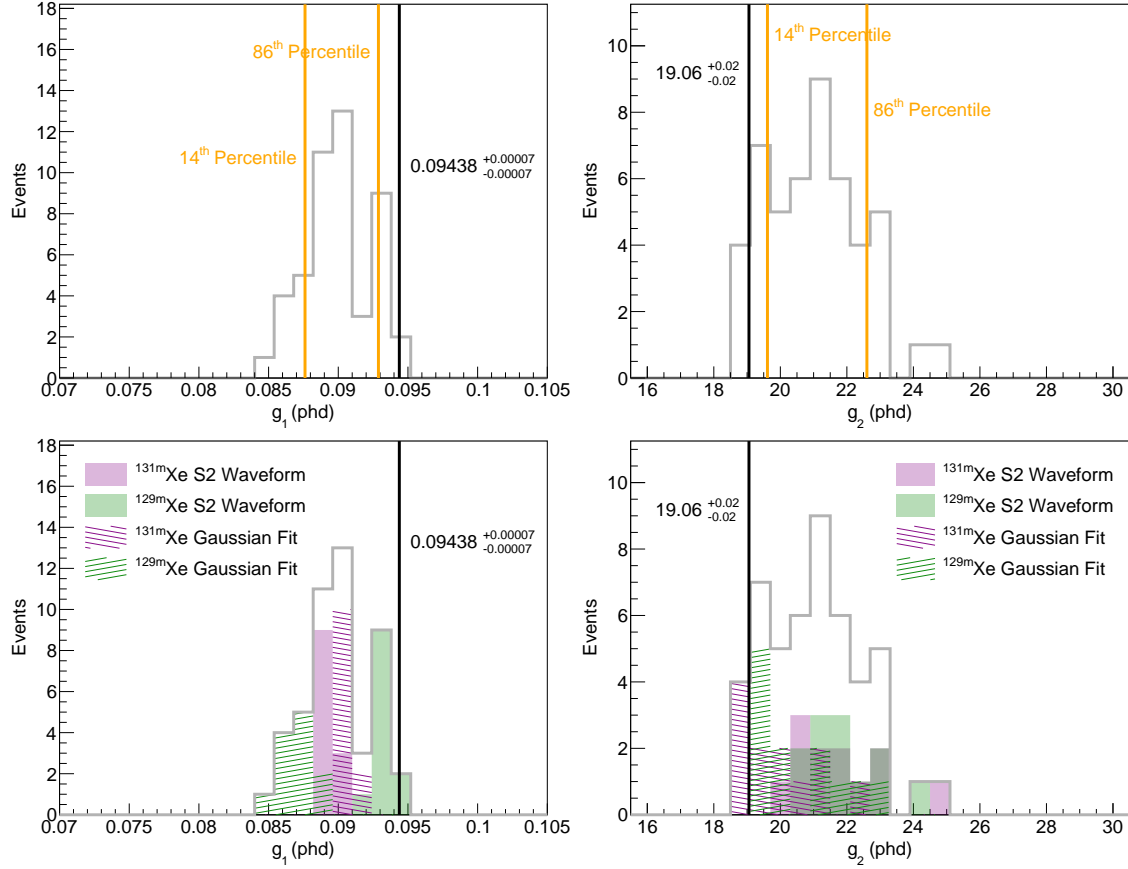 18
16
14
12
10
8
6
4
2
0
Events
86th Percentile
14th Percentile
0.09438 +0.00007 -0.00007
0.07 0.08 0.085 0.09 0.095 0.1 0.105
g1 (phd)
10
8
6
4
2
0
Events
14th Percentile
19.06 +0.02 -0.02
86th Percentile
16 18 20 22 24 26 28 30
g2 (phd)
18
16
14
12
10
8
6
4
2
0
Events
131mXe S2 Waveform
129mXe S2 Waveform
131mXe Gaussian Fit
129mXe Gaussian Fit
0.09438 +0.00007 -0.00007
0.07 0.08 0.085 0.09 0.095 0.1 0.105
g1 (phd)
10
8
6
4
2
0
Events
19.06 +0.02 -0.02
131mXe S2 Waveform
129mXe S2 Waveform
131mXe Gaussian Fit
129mXe Gaussian Fit
16 18 20 22 24 26 28 30
g2 (phd)